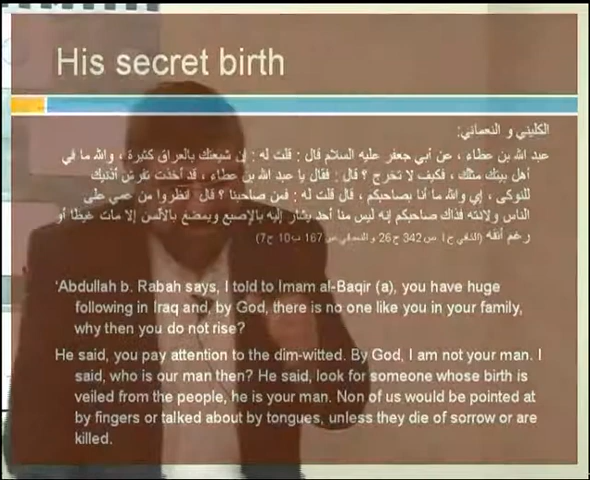 His secret birth
الكليني و النعماني:
عبد الله بن عطاء ، عن أبي جعفر عليه السلام قال : قلت له : إن شيعتك بالعراق كثيرة ، والله ما في
أهل بيتك مثلك ، فكيف لا تخرج ؟ قال : فقال يا عبد الله بن عطاء ، قد أخذت تفرش أذنيك
للنوكى ، إي والله ما أنا بصاحبكم ، قال قلت له : فمن صاحبنا ؟ قال : انظروا من عمي على
الناس ولادته فذاك صاحبكم إنه ليس منا أحد يشار إليه بالإصبع ويمضغ بالألسن إلا مات غيظا أو
رغم أنفه (الكافي ج1 ص 342 ح 26 و النعماني ص 167 ب10 ح 7)
‘Abdullah b. Rabah says, I told to Imam al-Baqir (a), you have huge
following in Iraq and, by God, there is no one like you in your family,
why then you do not rise?
He said, you pay attention to the dim-witted. By God, I am not your man. I
said, who is our man then? He said, look for someone whose birth is
veiled from the people, he is your man. Non of us would be pointed at
by fingers or talked about by tongues, unless they die of sorrow or are
killed.